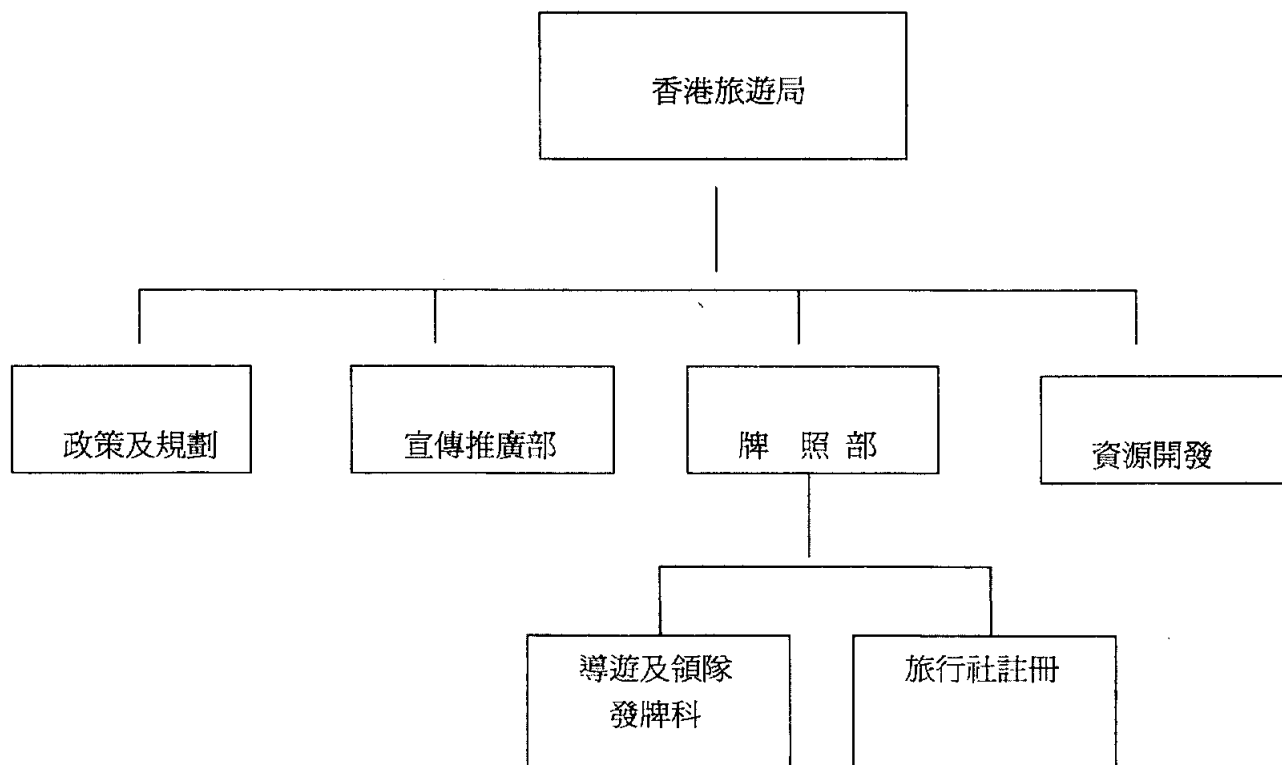 香港旅遊局
政策及規劃
宣傳推廣部
牌 照 部
資源開發
導遊及領隊
發牌科
旅行社註冊